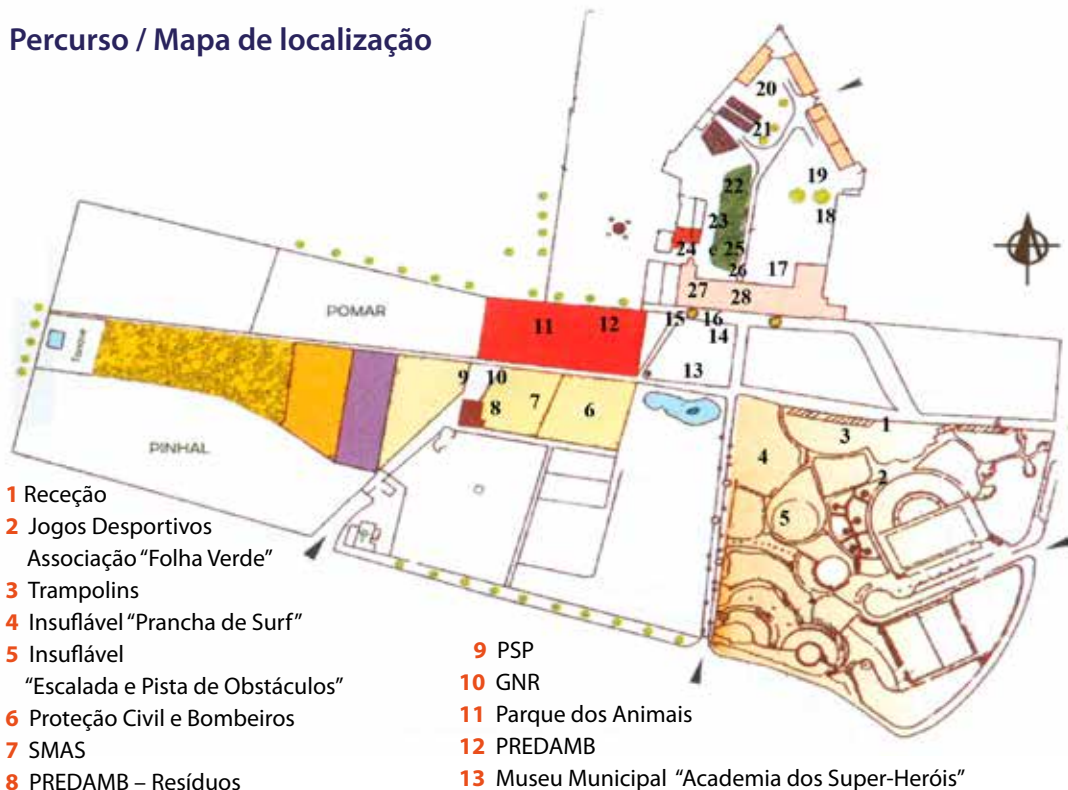 Percurso / Mapa de localização
20
21
19
22
18
23
24
e 25
26
17
27
28
POMAR
11
12
15
16
14
13
Tanque
9
10
8
7
6
1
3
2
4
5
PINHAL
1 Receção
2 Jogos Desportivos
Associação “Folha Verde”
3 Trampolins
4 Insuflável “Prancha de Surf”
5 Insuflável
“Escalada e Pista de Obstáculos”
6 Proteção Civil e Bombeiros
7 SMAS
8 PREDAMB – Resíduos
9 PSP
10 GNR
11 Parque dos Animais
12 PREDAMB
13 Museu Municipal “Academia dos Super-Heróis”